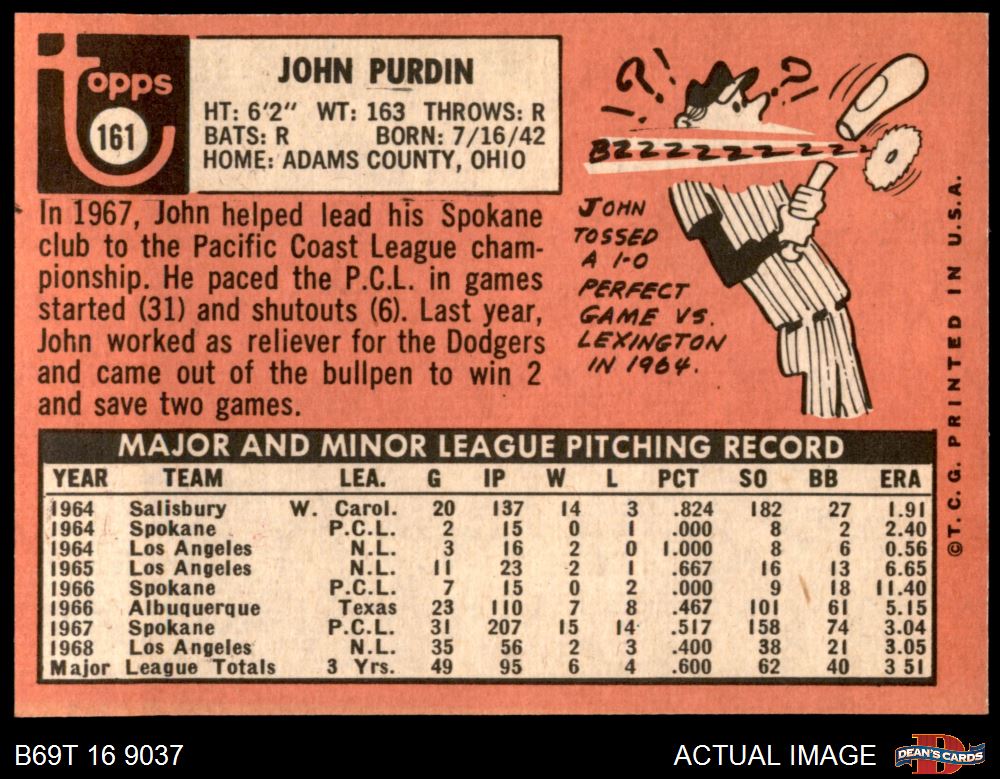 topps
161
JOHN PURDIN
HT: 6'2" WT: 163 THROWS: R
BATS: R BORN: 7/16/42
HOME: ADAMS COUNTY, OHIO
In 1967, John helped lead his Spokane
club to the Pacific Coast League cham-
pionship. He paced the P.C.L. in games
started (31) and shutouts (6). Last year,
John worked as reliever for the Dodgers
and came out of the bullpen to win 2
and save two games.
?!! ?
BZZZZZZZZZZZ
JOHN
TOSSED
A 1-0
PERFECT
GAME VS.
LEXINGTON
IN 1964.
©T.C.G. PRINTED IN U.S.A.
MAJOR AND MINOR LEAGUE PITCHING RECORD
YEAR TEAM LEA. G IP W L PCT SO BB ERA
1964 Salisbury W. Carol. 20 137 14 3 .824 182 27 1.91
1964 Spokane P.C.L. 2 15 0 1 .000 8 2 2.40
1964 Los Angeles N.L. 3 16 2 0 1.000 8 6 0.56
1965 Los Angeles N.L. 11 23 2 1 .667 16 13 6.65
1966 Spokane P.C.L. 7 15 0 2 .000 9 18 11.40
1966 Albuquerque Texas 23 110 7 8 .467 101 61 5.15
1967 Spokane P.C.L. 31 207 15 14 .517 158 74 3.04
1968 Los Angeles N.L. 35 56 2 3 .400 38 21 3.05
Major League Totals 3 Yrs. 49 95 6 4 .600 62 40 3 51
B69T 16 9037
ACTUAL IMAGE
DEAN'S CARDS